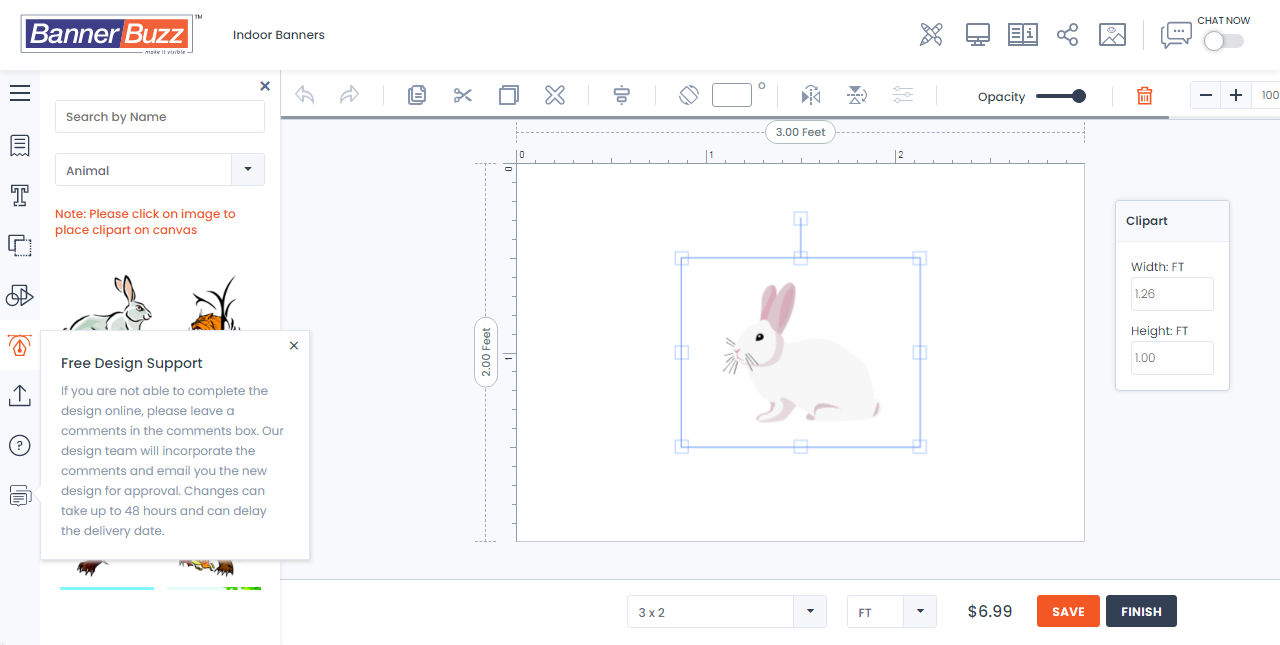 BannerBuzz
TM
make it visible
Indoor Banners
CHAT NOW
Search by Name
Animal
Note: Please click on image to
place clipart on canvas
Opacity
100
3.00 Feet
0
1
2
0
1
2.00 Feet
Clipart
Width: FT
1.26
Height: FT
1.00
Free Design Support
If you are not able to complete the
design online, please leave a
comments in the comments box. Our
design team will incorporate the
comments and email you the new
design for approval. Changes can
take up to 48 hours and can delay
the delivery date.
3 x 2
FT
$6.99
SAVE
FINISH